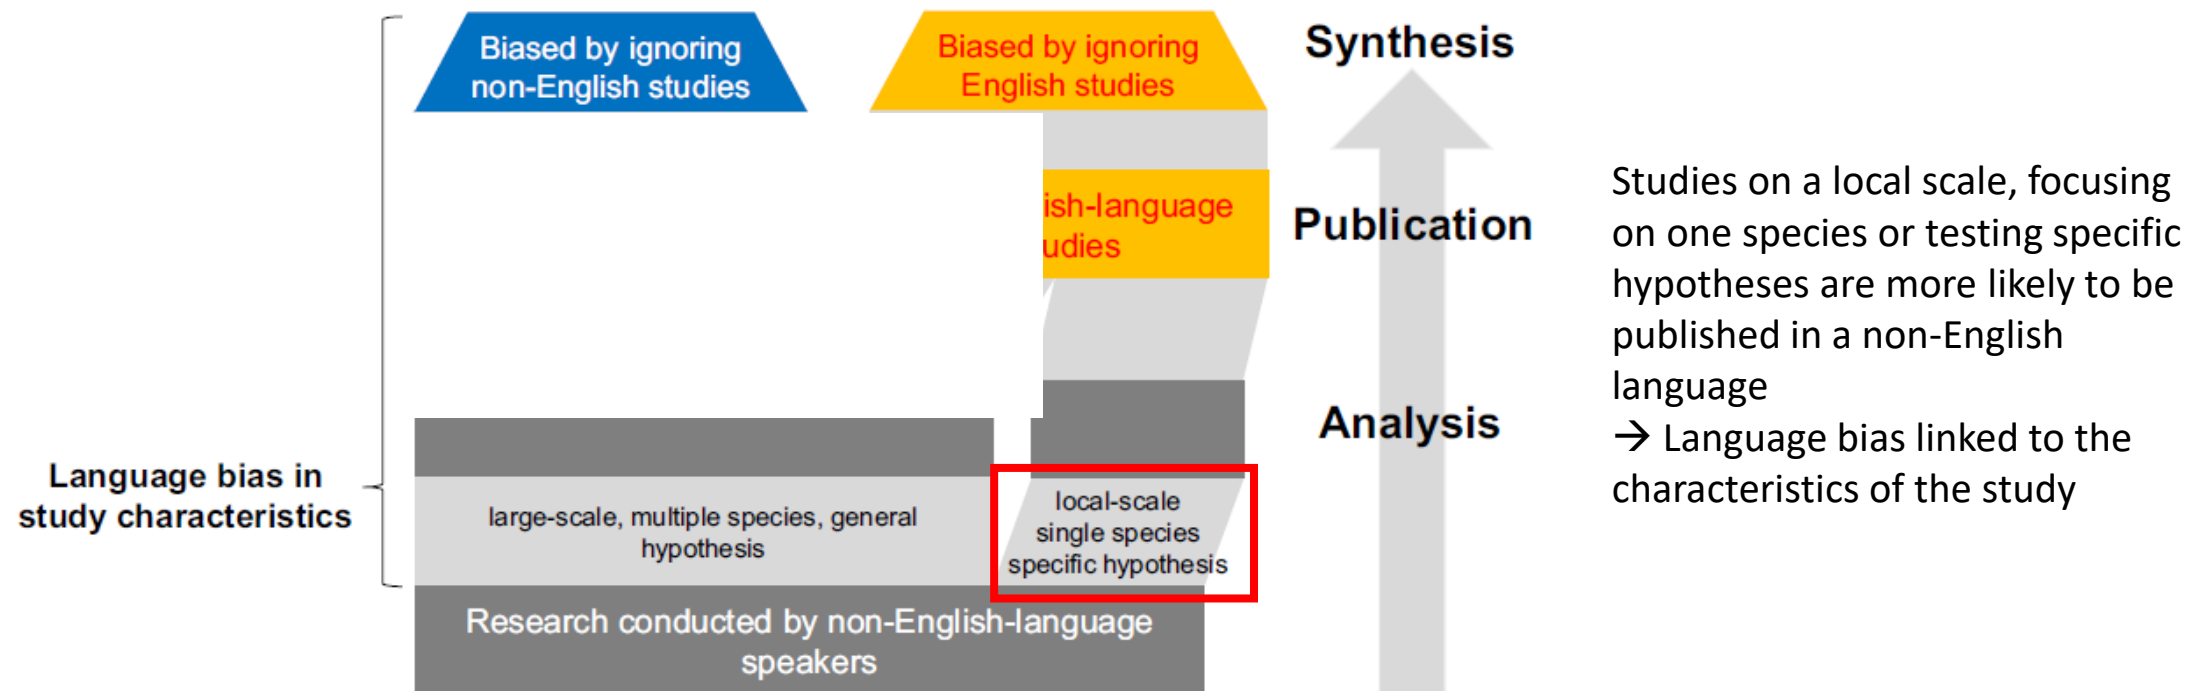 Biased by ignoring
non-English studies
Biased by ignoring
English studies
Synthesis
ish-language
udies
Publication
Studies on a local scale, focusing
on one species or testing specific
hypotheses are more likely to be
published in a non-English
language
→ Language bias linked to the
characteristics of the study
Analysis
Language bias in
study characteristics
large-scale, multiple species, general
hypothesis
local-scale
single species
specific hypothesis
Research conducted by non-English-language
speakers